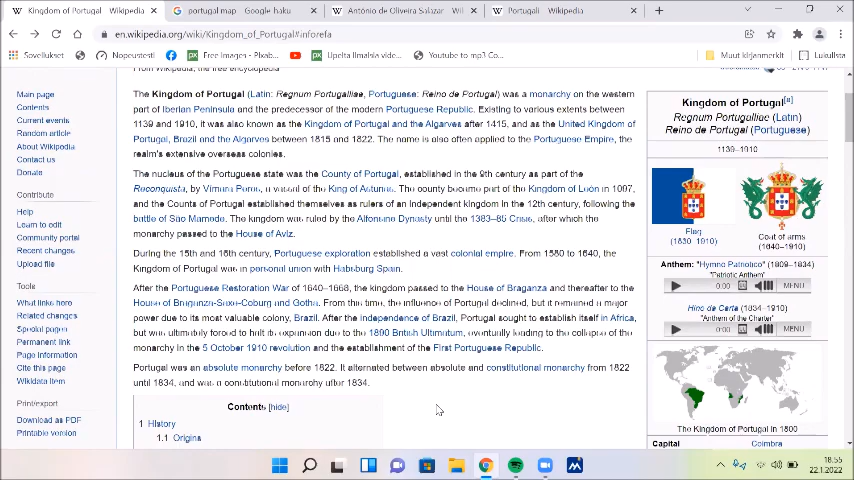 Kingdom of Portugal - Wikipedia
portugal map - Google-haku
António de Oliveira Salazar - Wi
Portugali - Wikipedia
en.wikipedia.org/wiki/Kingdom_of_Portugal#inforefa
Sovellukset
Nopeustesti
Free Images - Pixab...
Upelta ilmaisia vide...
Youtube to mp3 Co...
Muut kirjanmerkit
Lukulista
From Wikipedia, the free encyclopedia
Main page
Contents
Current events
Random article
About Wikipedia
Contact us
Donate
Contribute
Help
Learn to edit
Community portal
Recent changes
Upload file
Tools
What links here
Related changes
Special pages
Permanent link
Page information
Cite this page
Wikidata item
Print/export
Download as PDF
Printable version
The Kingdom of Portugal (Latin: Regnum Portugalliae, Portuguese: Reino de Portugal) was a monarchy on the western
part of Iberian Peninsula and the predecessor of the modern Portuguese Republic. Existing to various extents between
1139 and 1910, it was also known as the Kingdom of Portugal and the Algarves after 1415, and as the United Kingdom of
Portugal, Brazil and the Algarves between 1815 and 1822. The name is also often applied to the Portuguese Empire, the
realm's extensive overseas colonies.
The nucleus of the Portuguese state was the County of Portugal, established in the 9th century as part of the
Reconquista, by Vímara Peres, a vassal of the King of Asturias. The county became part of the Kingdom of León in 1097,
and the Counts of Portugal established themselves as rulers of an independent kingdom in the 12th century, following the
battle of São Mamede. The kingdom was ruled by the Alfonsine Dynasty until the 1383–85 Crisis, after which the
monarchy passed to the House of Aviz.
During the 15th and 16th century, Portuguese exploration established a vast colonial empire. From 1580 to 1640, the
Kingdom of Portugal was in personal union with Habsburg Spain.
After the Portuguese Restoration War of 1640–1668, the kingdom passed to the House of Braganza and thereafter to the
House of Braganza-Saxe-Coburg and Gotha. From this time, the influence of Portugal declined, but it remained a major
power due to its most valuable colony, Brazil. After the independence of Brazil, Portugal sought to establish itself in Africa,
but was ultimately forced to halt its expansion due to the 1890 British Ultimatum, eventually leading to the collapse of the
monarchy in the 5 October 1910 revolution and the establishment of the First Portuguese Republic.
Portugal was an absolute monarchy before 1822. It alternated between absolute and constitutional monarchy from 1822
until 1834, and was a constitutional monarchy after 1834.
Contents [hide]
1 History
1.1 Origins
Kingdom of Portugal[a]
Regnum Portugalliae (Latin)
Reino de Portugal (Portuguese)
1139–1910
Flag
(1830–1910)
Coat of arms
(1640–1910)
Anthem: "Hymno Patriótico" (1809–1834)
"Patriotic Anthem"
0:00 MENU
Hino da Carta (1834–1910)
"Anthem of the Charter"
0:00 MENU
The Kingdom of Portugal in 1800
Capital Coimbra
18.55
22.1.2022